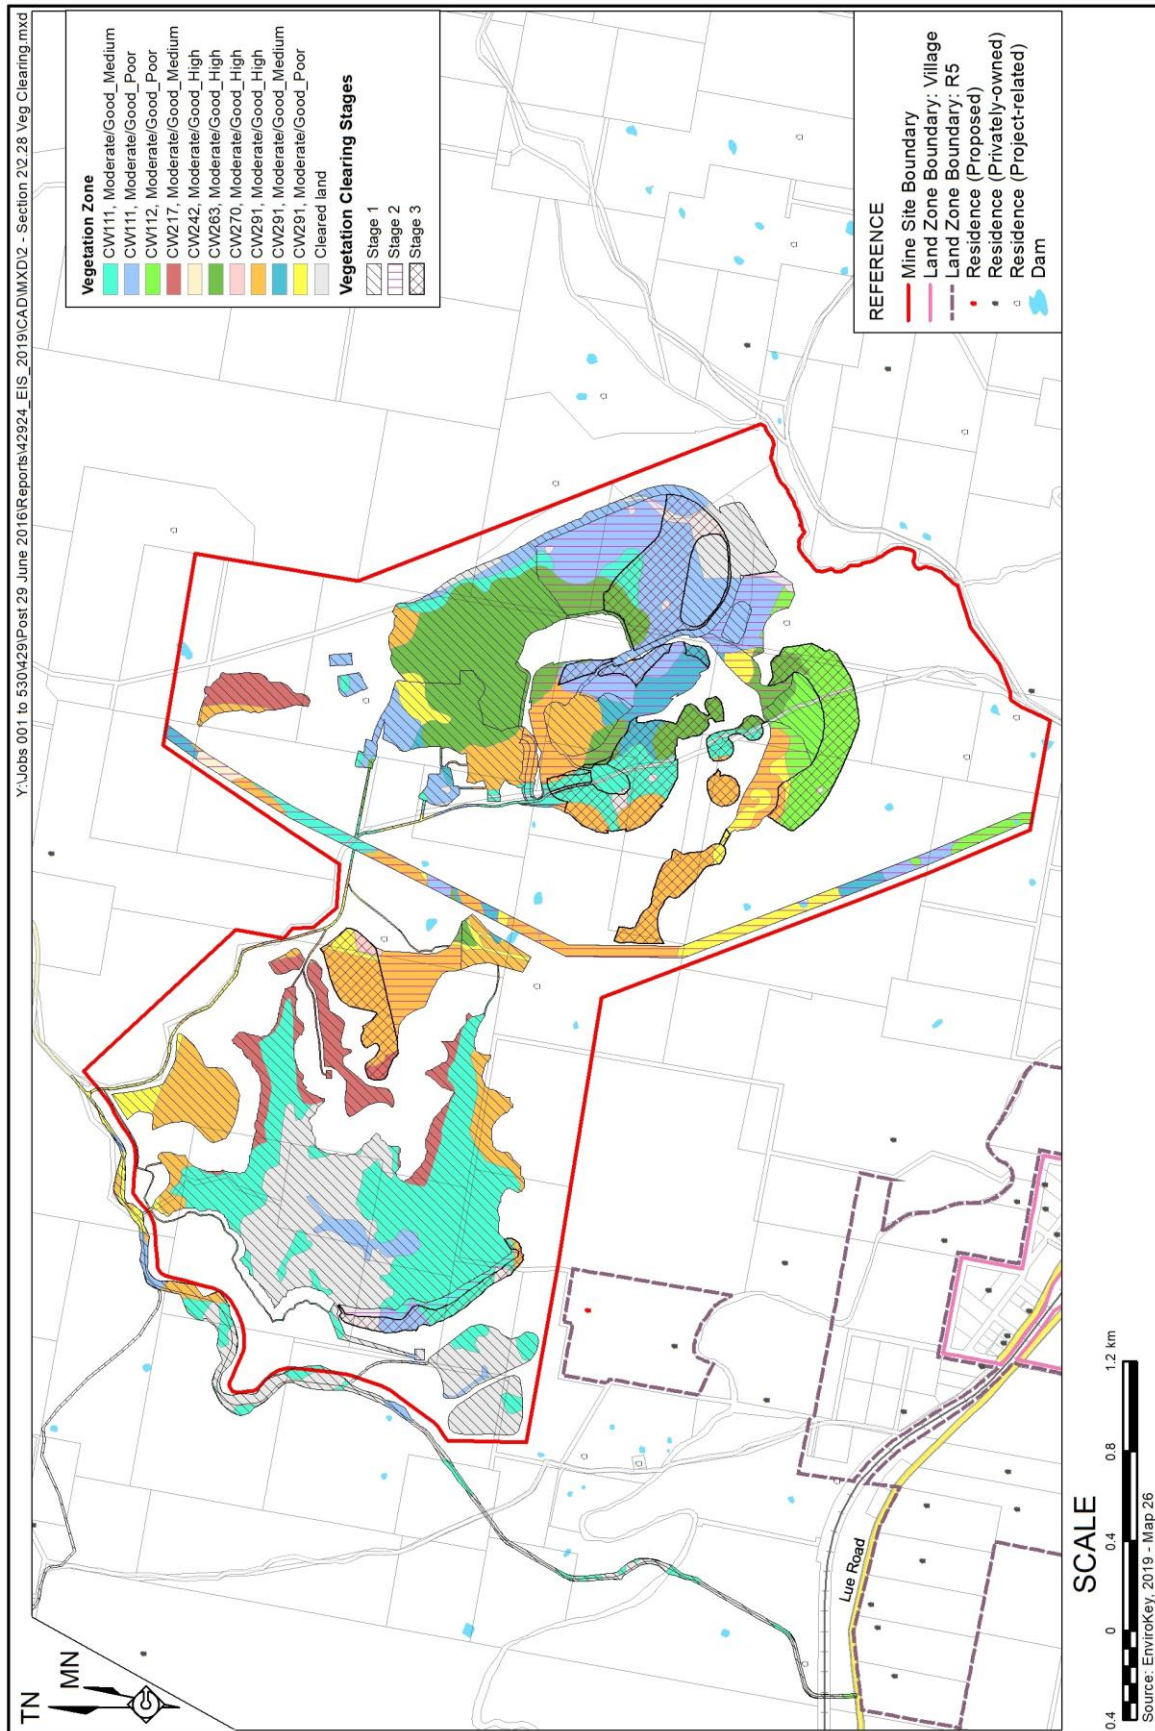 Y:\Jobs 001 to 530\429\Post 29 June 2016\Reports\42924_EIS_2019\CAD\MXD\2 - Section 2\2.28 Veg Clearing.mxd
TN
MN
Vegetation Zone
CW111, Moderate/Good_Medium
CW111, Moderate/Good_Poor
CW112, Moderate/Good_Poor
CW217, Moderate/Good_Medium
CW242, Moderate/Good_High
CW263, Moderate/Good_High
CW270, Moderate/Good_High
CW291, Moderate/Good_High
CW291, Moderate/Good_Medium
CW291, Moderate/Good_Poor
Cleared land
Vegetation Clearing Stages
Stage 1
Stage 2
Stage 3
Lue Road
REFERENCE
Mine Site Boundary
Land Zone Boundary: Village
Land Zone Boundary: R5
Residence (Proposed)
Residence (Privately-owned)
Residence (Project-related)
Dam
SCALE
0.4 0 0.4 0.8 1.2 km
Source: EnviroKey, 2019 - Map 26